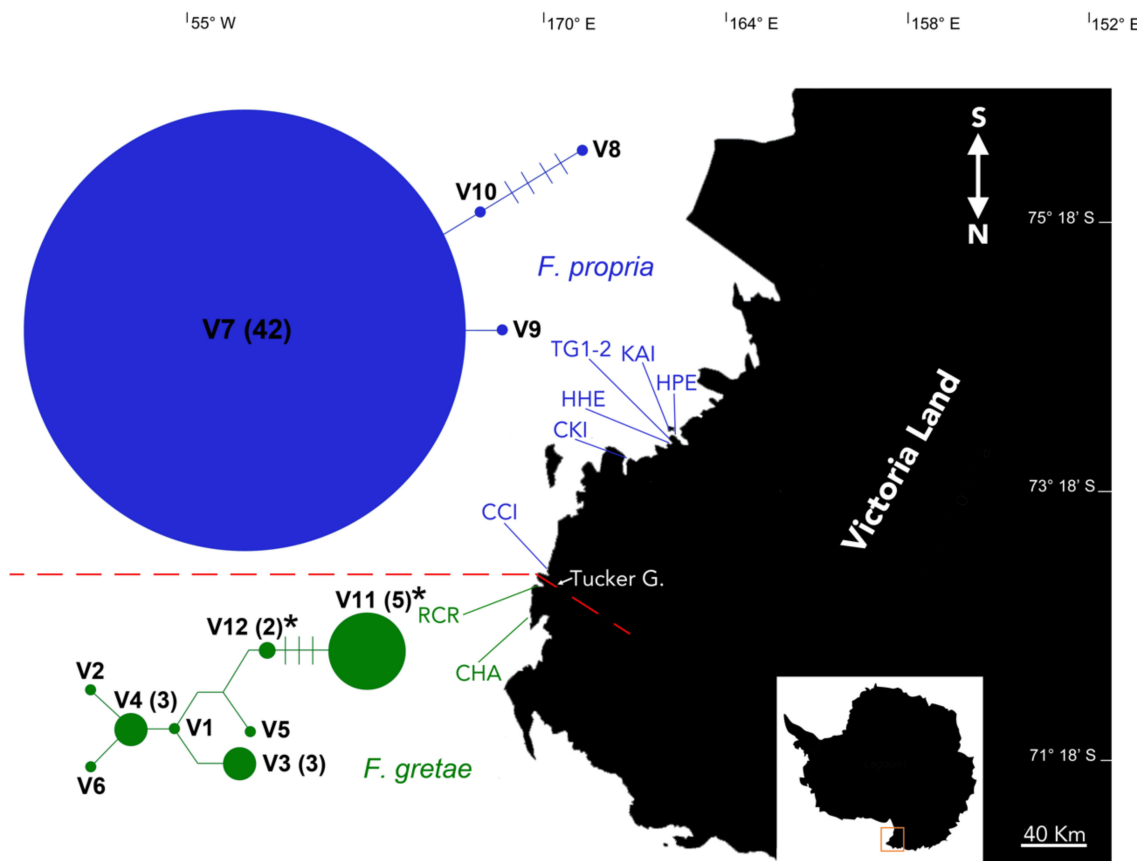 55° W
170° E
164° E
158° E
152° E
S
N
75° 18' S
V8
V10
F. propria
V7 (42)
V9
TG1-2
KAI
HPE
HHE
CKI
Victoria Land
73° 18' S
CCI
Tucker G.
V11 (5)*
RCR
V12 (2)*
V2
CHA
V4 (3)
V1
V5
V3 (3)
V6
F. gretae
71° 18' S
40 Km